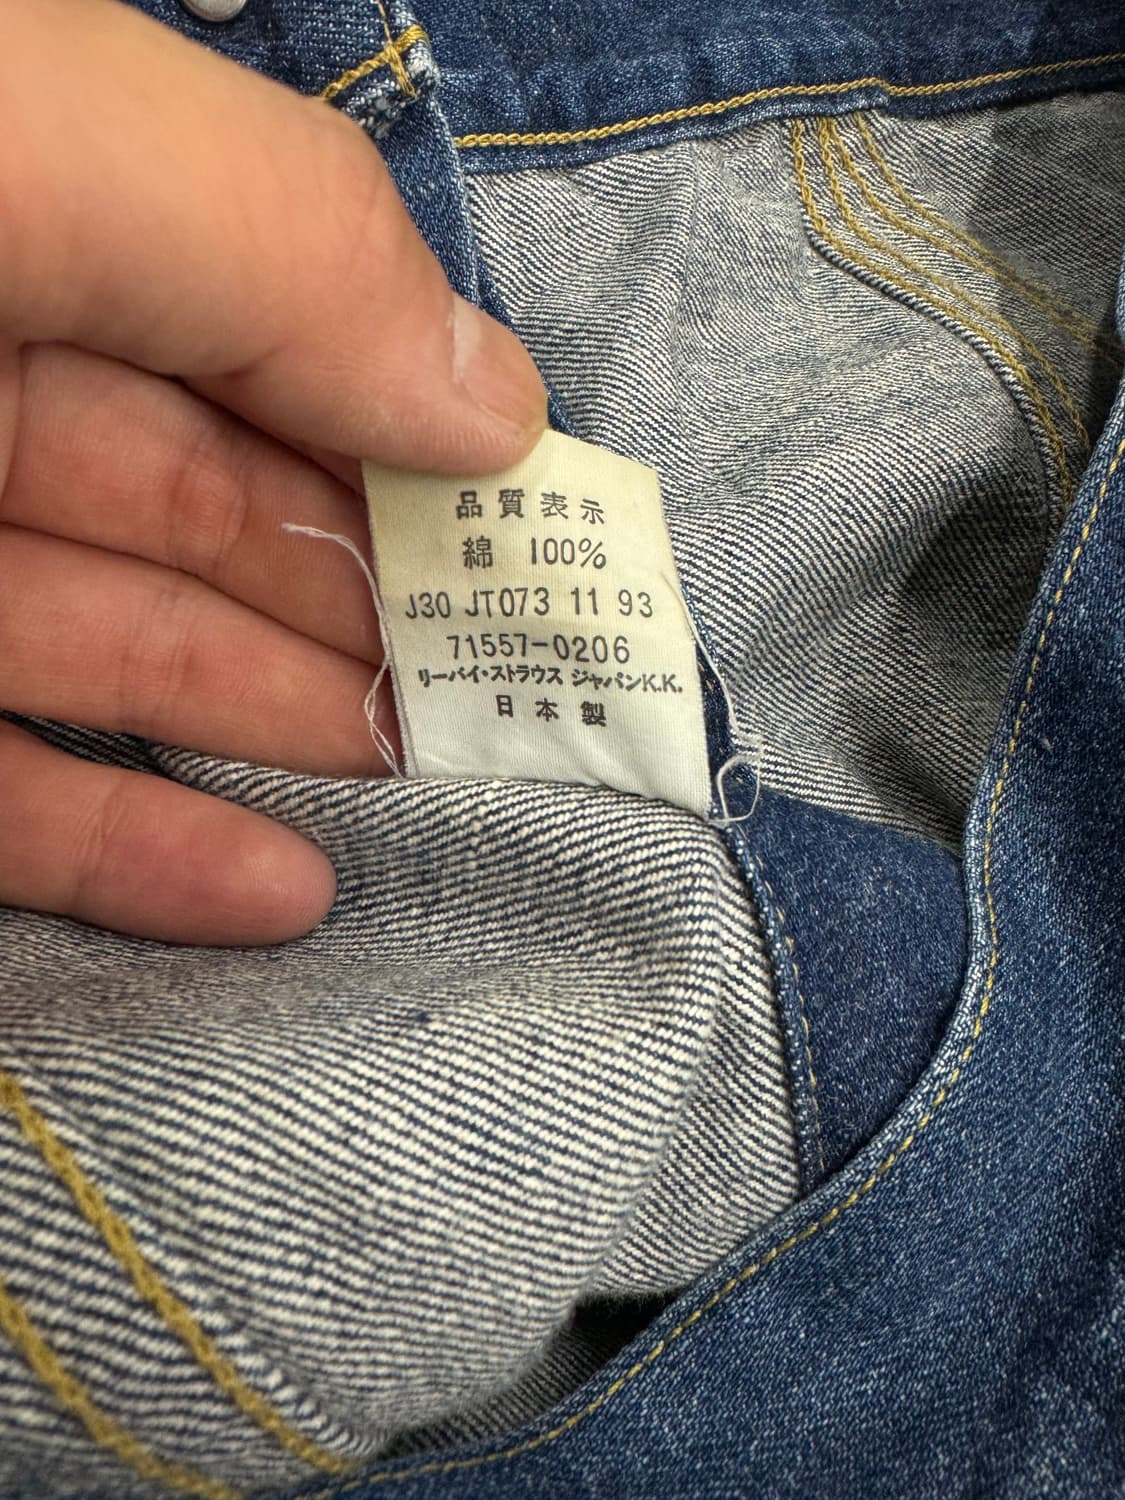 品質表示
綿 100%
J30 JT073 11 93
71557-0206
リーバイ・ストラウス ジャパンK.K.
日本製